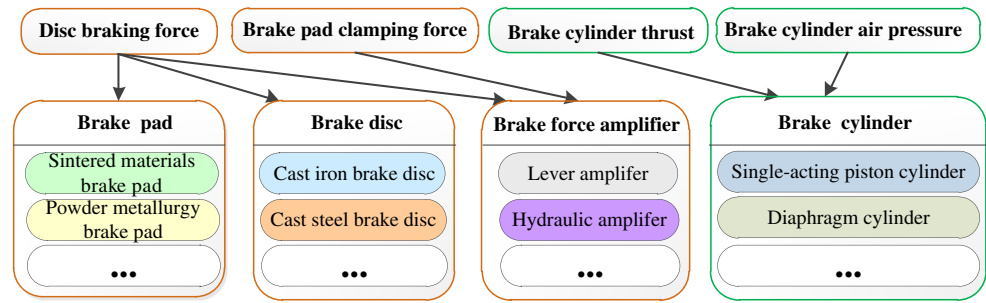 Disc braking force
Brake pad clamping force
Brake cylinder thrust
Brake cylinder air pressure
Brake pad
Sintered materials
brake pad
Powder metallurgy
brake pad
...
Brake disc
Cast iron brake disc
Cast steel brake disc
...
Brake force amplifier
Lever amplifer
Hydraulic amplifer
...
Brake cylinder
Single-acting piston cylinder
Diaphragm cylinder
...